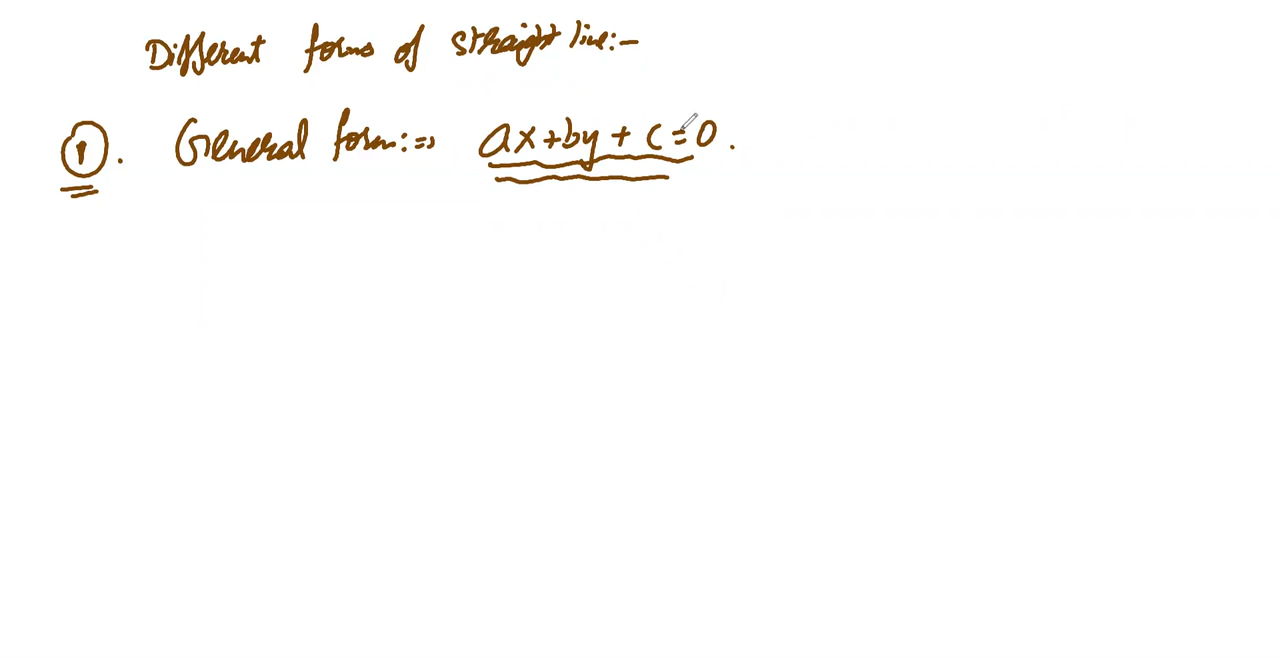 Different forms of straight line:-
1. General form:=> ax+by+c=0.